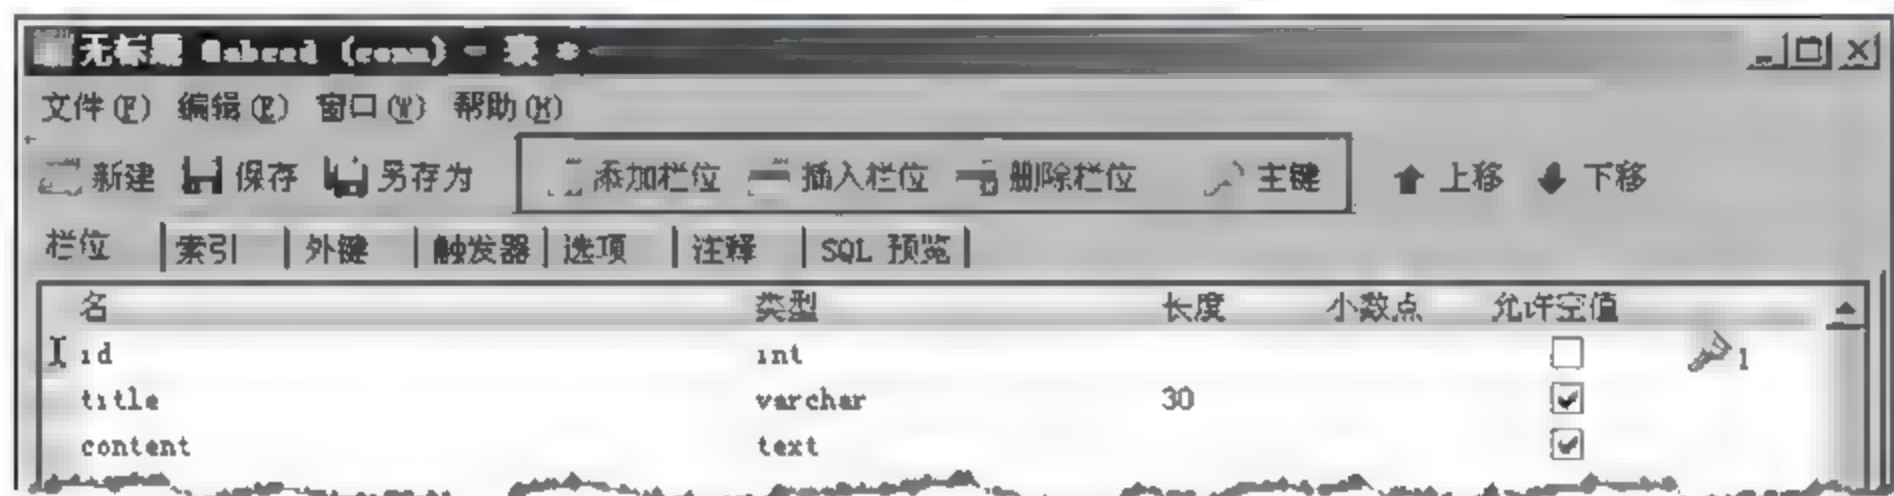 无标题 (conn) - 表 *
文件(F) 编辑(E) 窗口(W) 帮助(H)
新建 保存 另存为 添加栏位 插入栏位 删除栏位 主键 上移 下移
栏位 索引 外键 触发器 选项 注释 SQL 预览
名 类型 长度 小数点 允许空值
id int 1
title varchar 30
content text